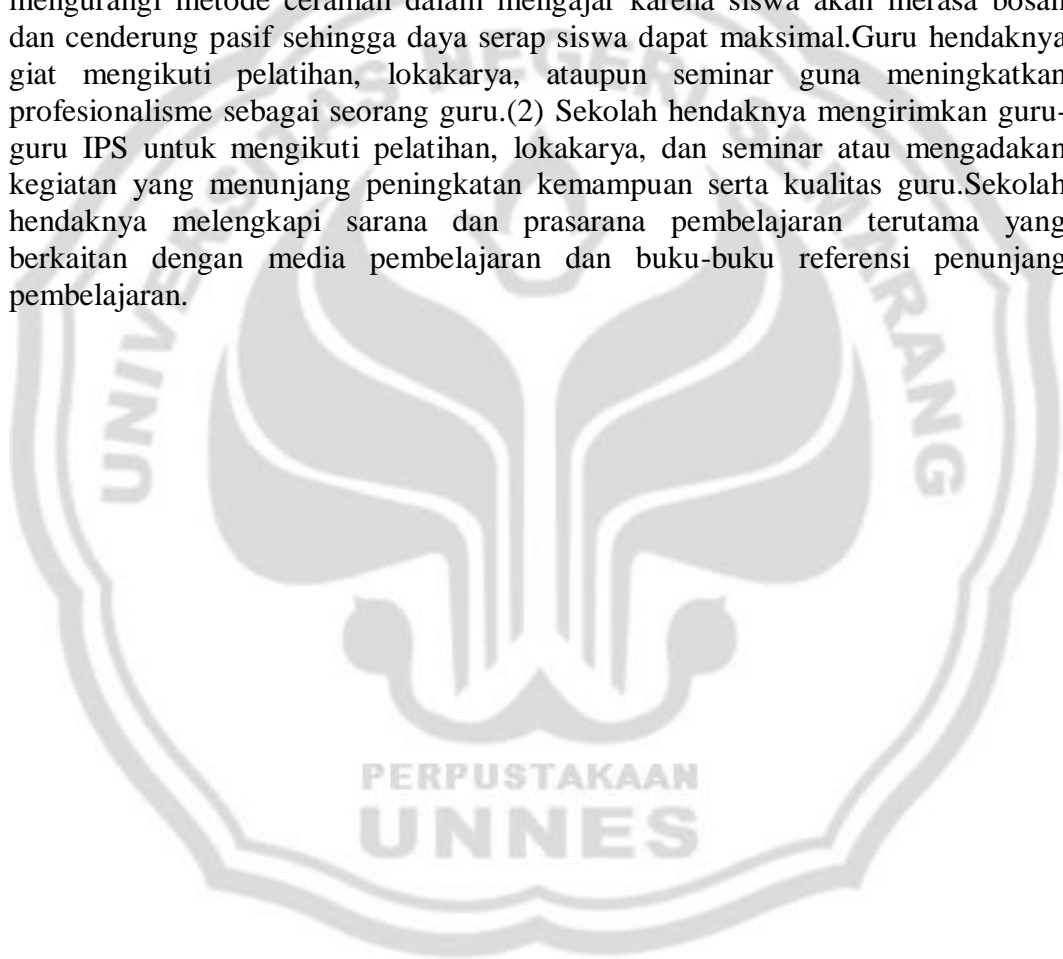 mengurangi metode ceramah dalam mengajar karena siswa akan merasa bosan
dan cenderung pasif sehingga daya serap siswa dapat maksimal.Guru hendaknya
giat mengikuti pelatihan, lokakarya, ataupun seminar guna meningkatkan
profesionalisme sebagai seorang guru.(2) Sekolah hendaknya mengirimkan guru-
guru IPS untuk mengikuti pelatihan, lokakarya, dan seminar atau mengadakan
kegiatan yang menunjang peningkatan kemampuan serta kualitas guru.Sekolah
hendaknya melengkapi sarana dan prasarana pembelajaran terutama yang
berkaitan dengan media pembelajaran dan buku-buku referensi penunjang
pembelajaran.
UNIVERSITAS NEGERI SEMARANG
PERPUSTAKAAN
UNNES